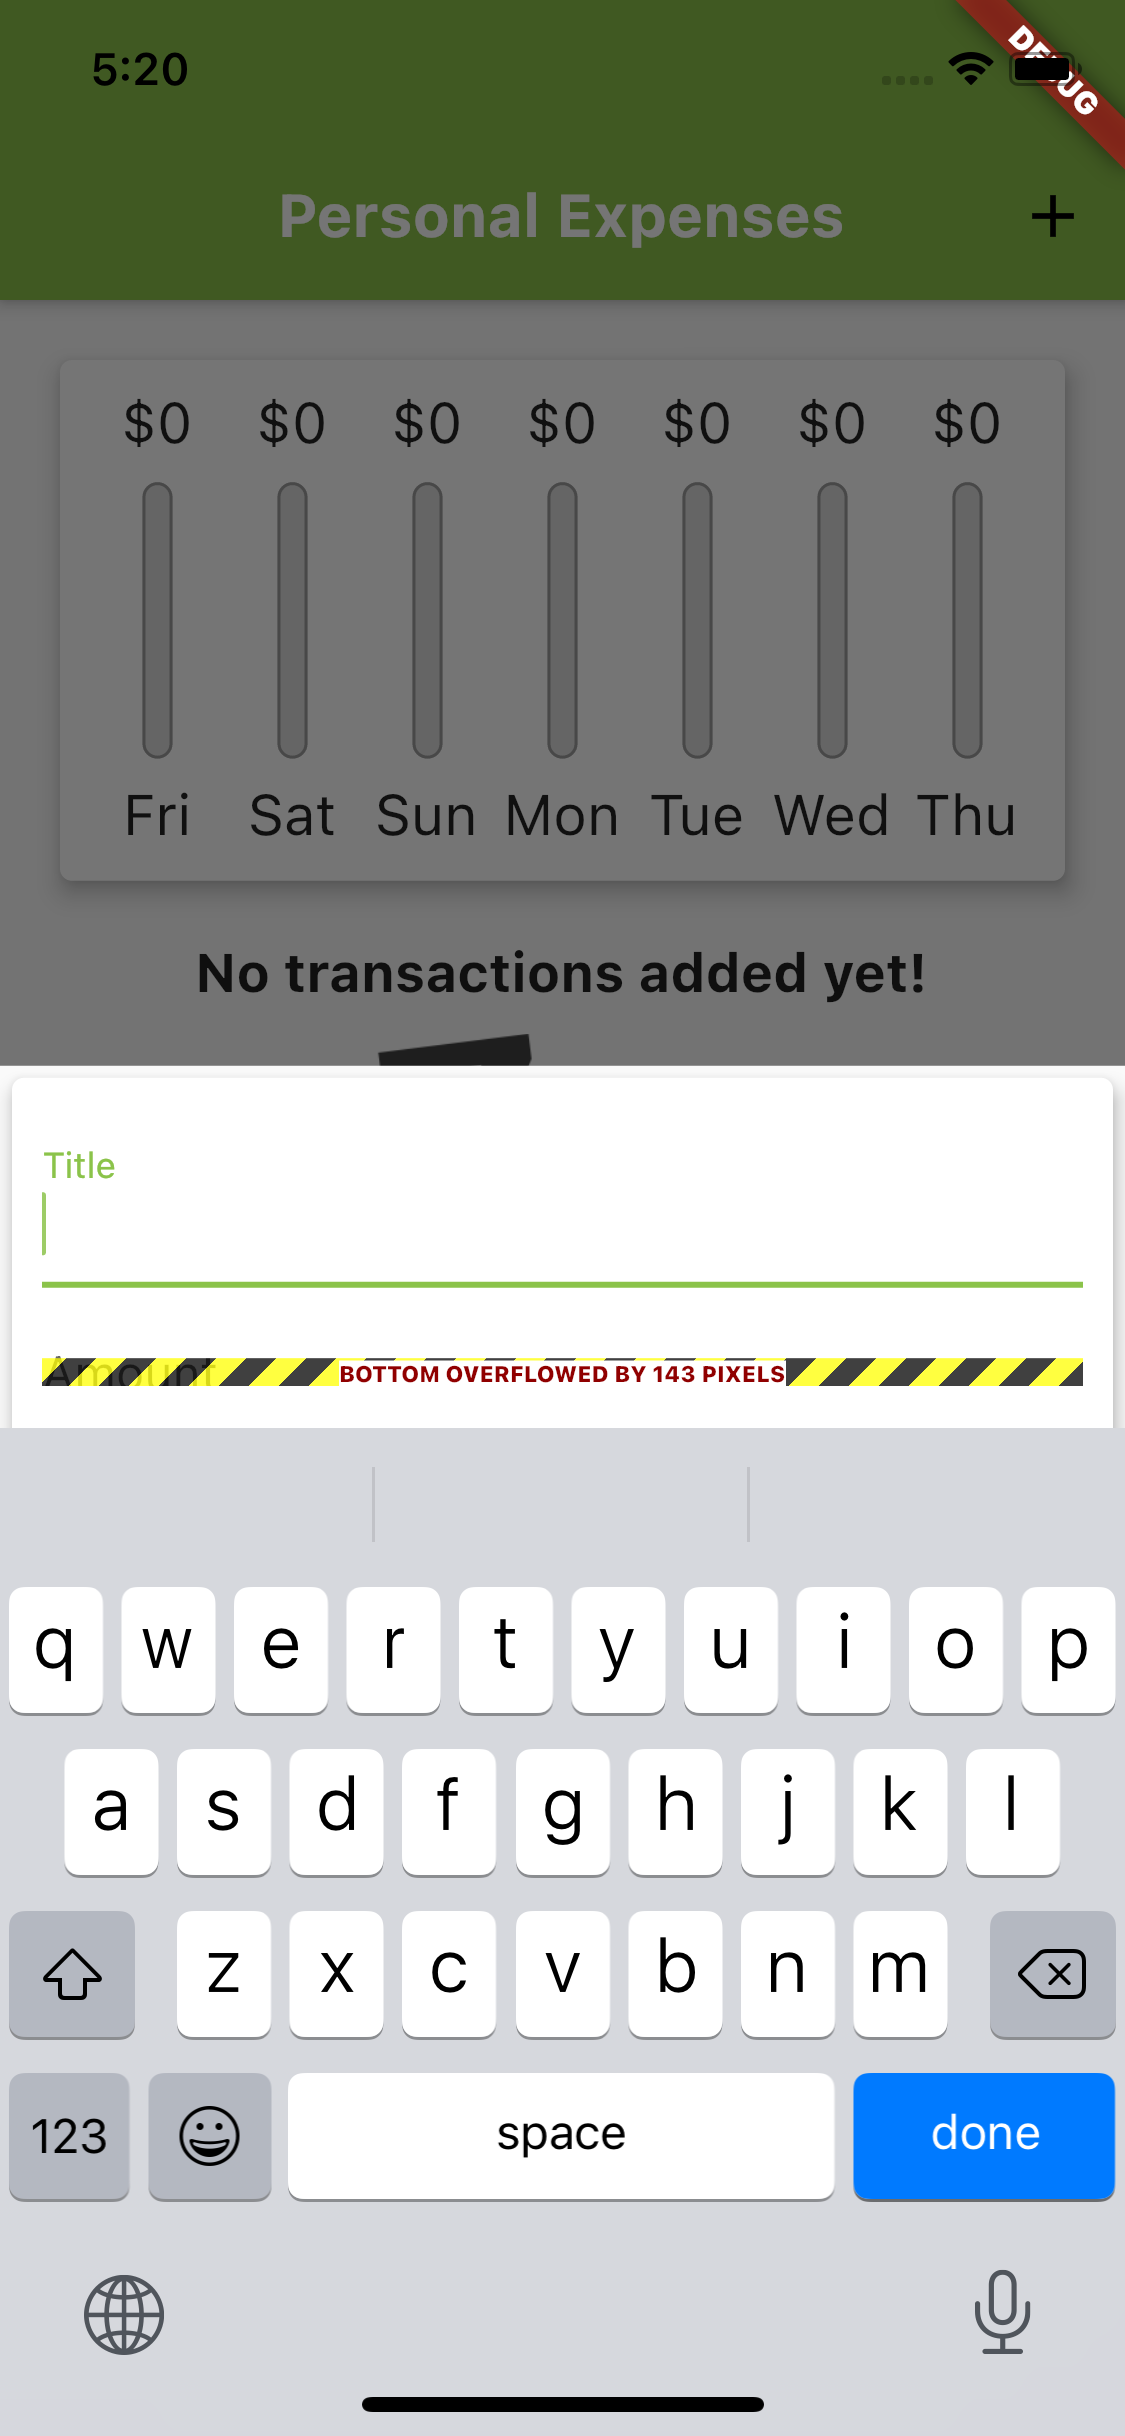 5:20
DEBUG
Personal Expenses +
$0 $0 $0 $0 $0 $0 $0
Fri Sat Sun Mon Tue Wed Thu
No transactions added yet!
Title
Amount
BOTTOM OVERFLOWED BY 143 PIXELS
q w e r t y u i o p
a s d f g h j k l
z x c v b n m
123 space done